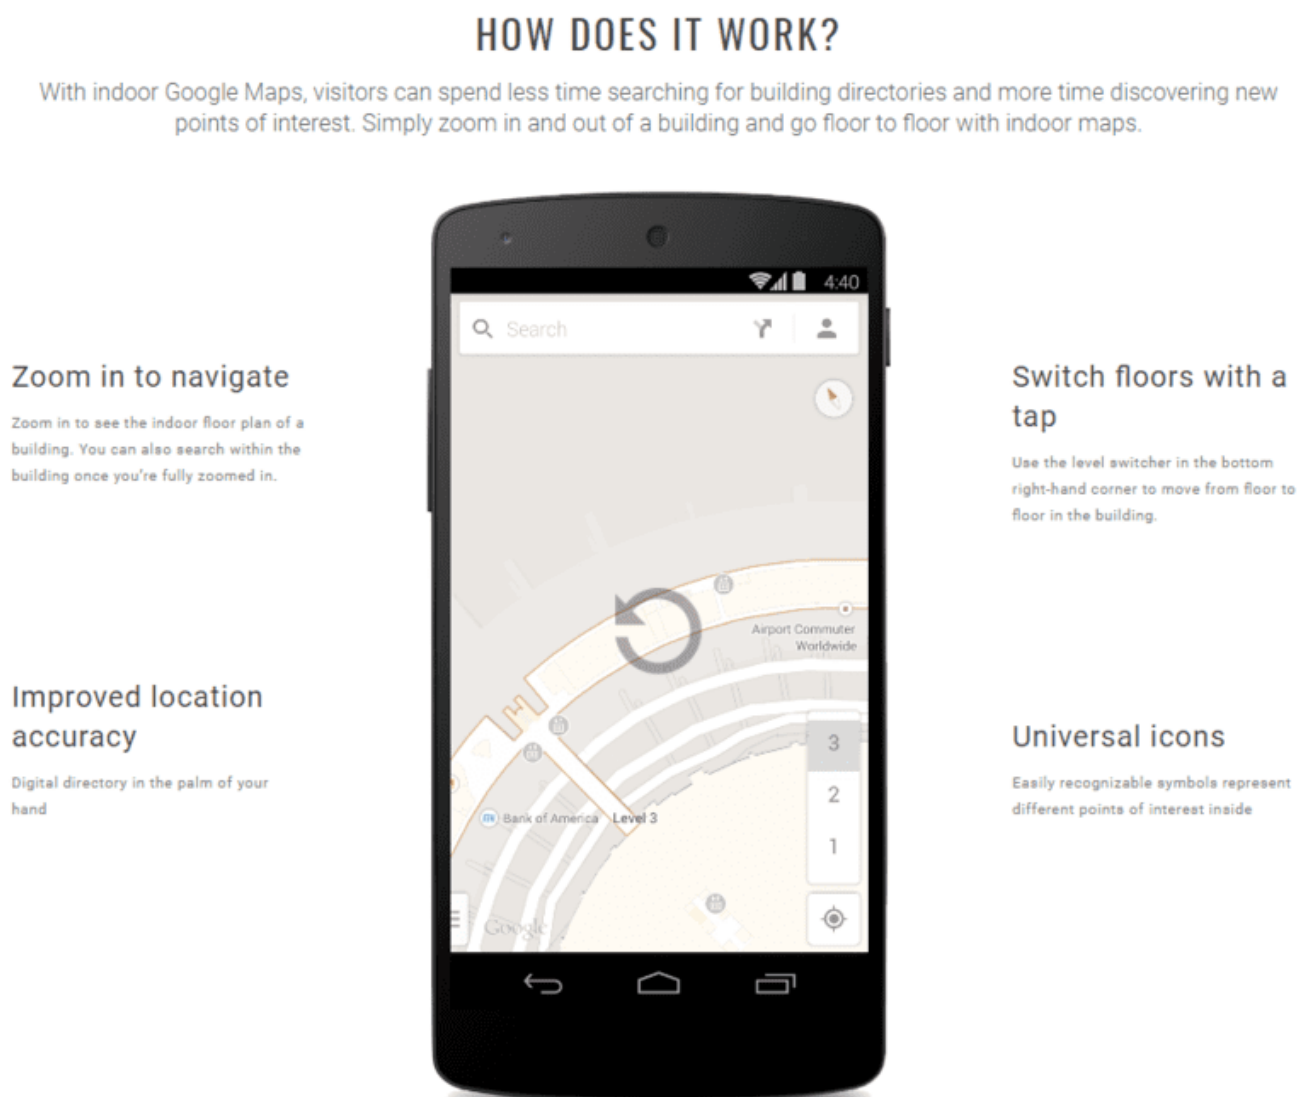 HOW DOES IT WORK?
With indoor Google Maps, visitors can spend less time searching for building directories and more time discovering new
points of interest. Simply zoom in and out of a building and go floor to floor with indoor maps.
Zoom in to navigate
Zoom in to see the indoor floor plan of a
building. You can also search within the
building once you're fully zoomed in.
Improved location
accuracy
Digital directory in the palm of your
hand
4:40
Search
Airport Commuter
Worldwide
3
2
1
Bank of America
Level 3
Google
Switch floors with a
tap
Use the level switcher in the bottom
right-hand corner to move from floor to
floor in the building.
Universal icons
Easily recognizable symbols represent
different points of interest inside